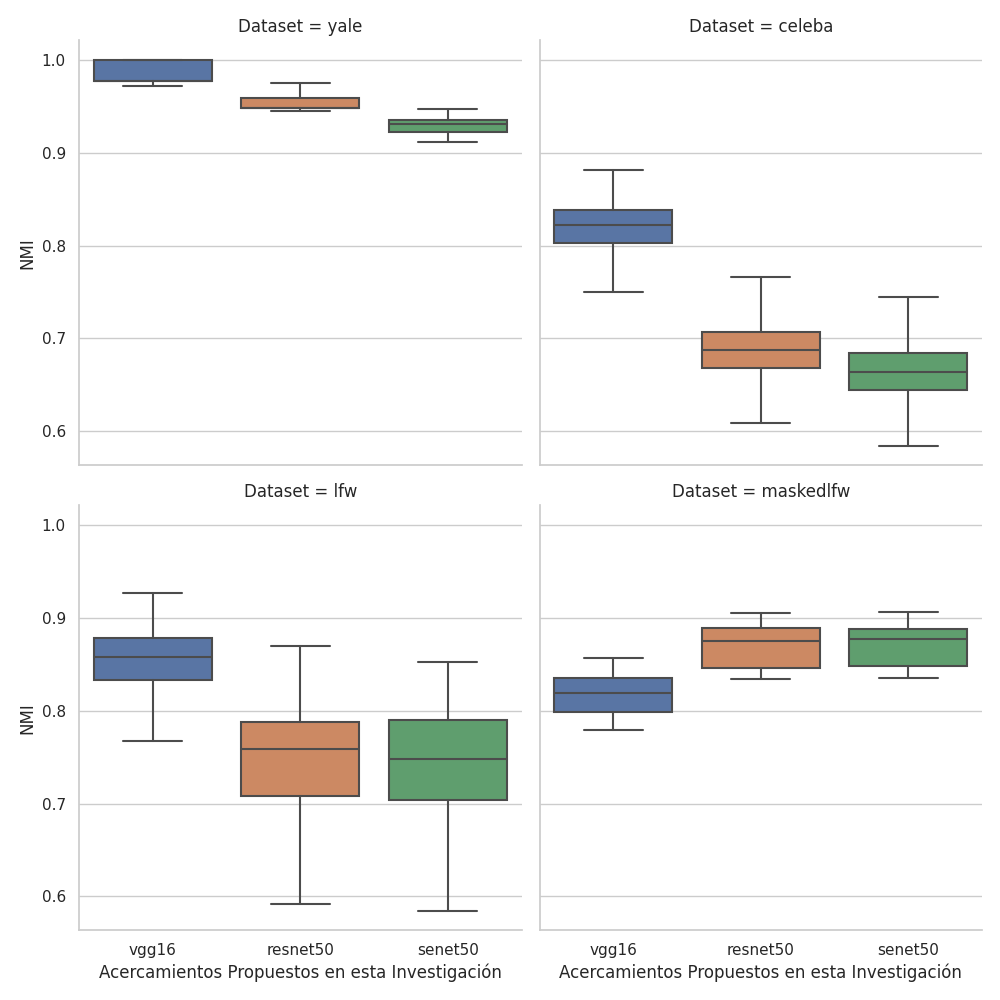 Dataset = yale
Dataset = celeba
1.0
0.9
0.8
0.7
0.6
NMI
Dataset = lfw
Dataset = maskedlfw
1.0
0.9
0.8
0.7
0.6
NMI
vgg16 resnet50 senet50
vgg16 resnet50 senet50
Acercamientos Propuestos en esta Investigación
Acercamientos Propuestos en esta Investigación